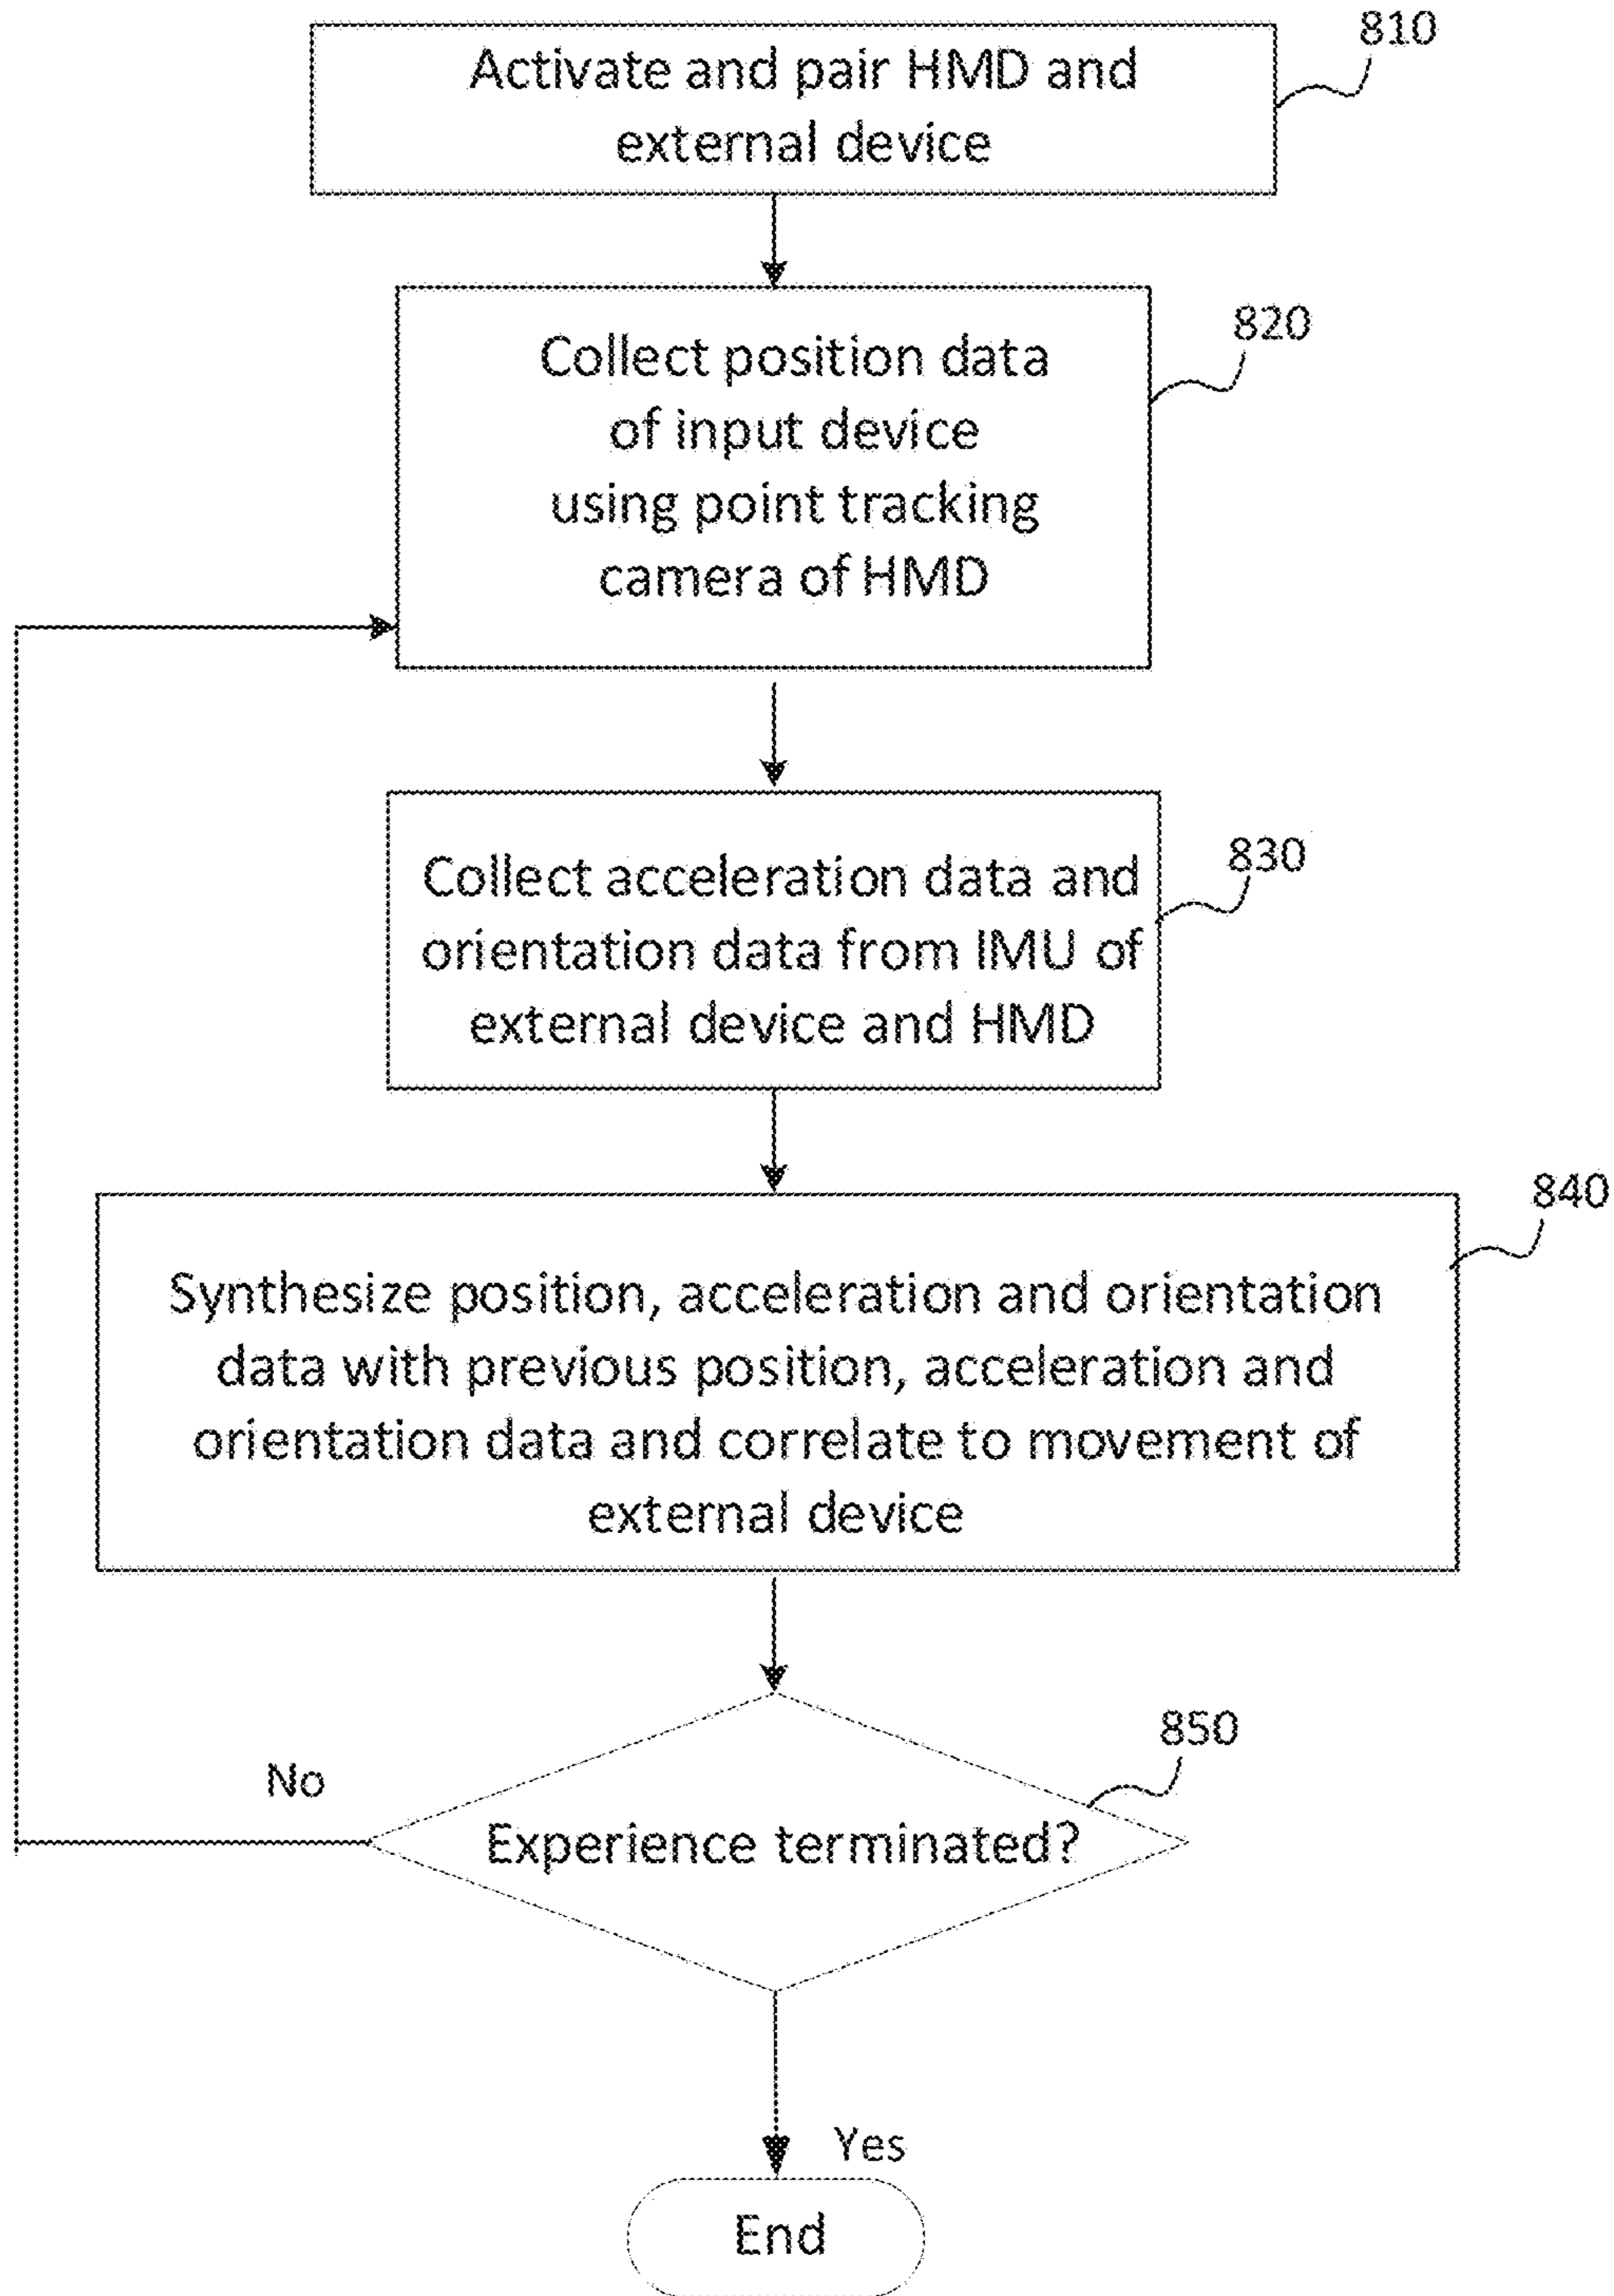 810
Activate and pair HMD and
external device
820
Collect position data
of input device
using point tracking
camera of HMD
830
Collect acceleration data and
orientation data from IMU of
external device and HMD
840
Synthesize position, acceleration and orientation
data with previous position, acceleration and
orientation data and correlate to movement of
external device
850
No
Experience terminated?
Yes
End